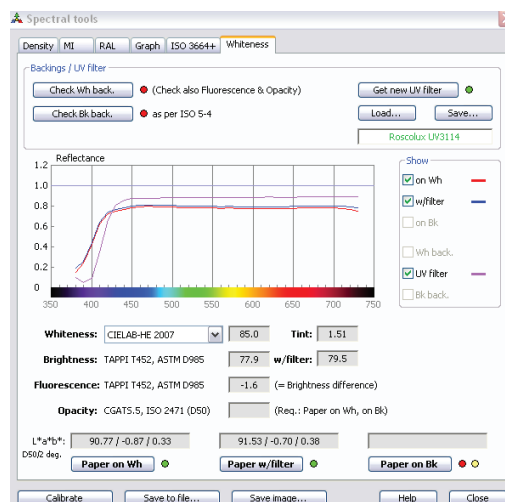 Spectral tools
Density MI RAL Graph ISO 3664+ Whiteness
Backings / UV filter
Check Wh back. (Check also Fluorescence & Opacity) Get new UV filter
Check Bk back. as per ISO 5-4 Load... Save...
Roscolux UV3114
Reflectance
Show
1.2
1.0
0.8
0.6
0.4
0.2
0
on Wh
w/filter
on Bk
Wh back.
UV filter
Bk back.
350 400 450 500 550 600 650 700 750
Whiteness: CIELAB-HE 2007 85.0 Tint: 1.51
Brightness: TAPPI T452, ASTM D985 77.9 w/filter: 79.5
Fluorescence: TAPPI T452, ASTM D985 -1.6 (= Brightness difference)
Opacity: CGATS.5, ISO 2471 (D50) (Req.: Paper on Wh, on Bk)
L*a*b*: 90.77 / -0.87 / 0.33 91.53 / -0.70 / 0.38
D50/2 deg.
Paper on Wh Paper w/filter Paper on Bk
Calibrate Save to file... Save image... Help Close